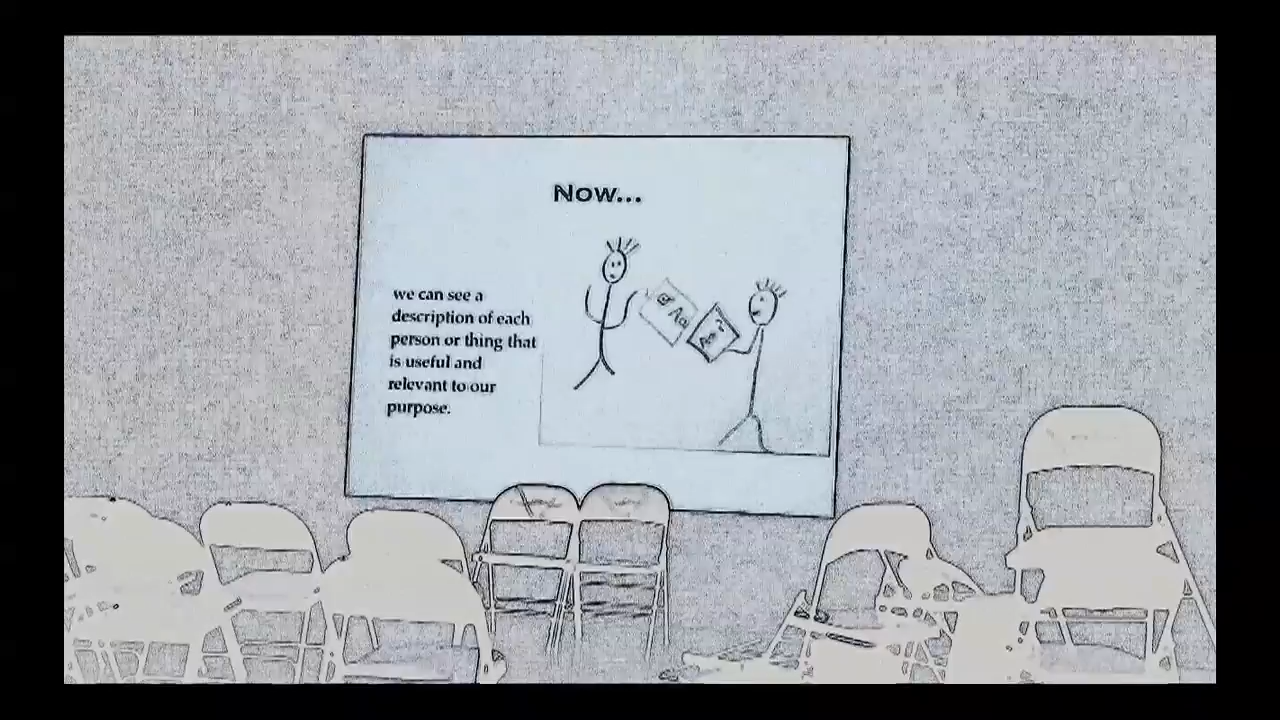 Now...
we can see a
description of each
person or thing that
is useful and
relevant to our
purpose.